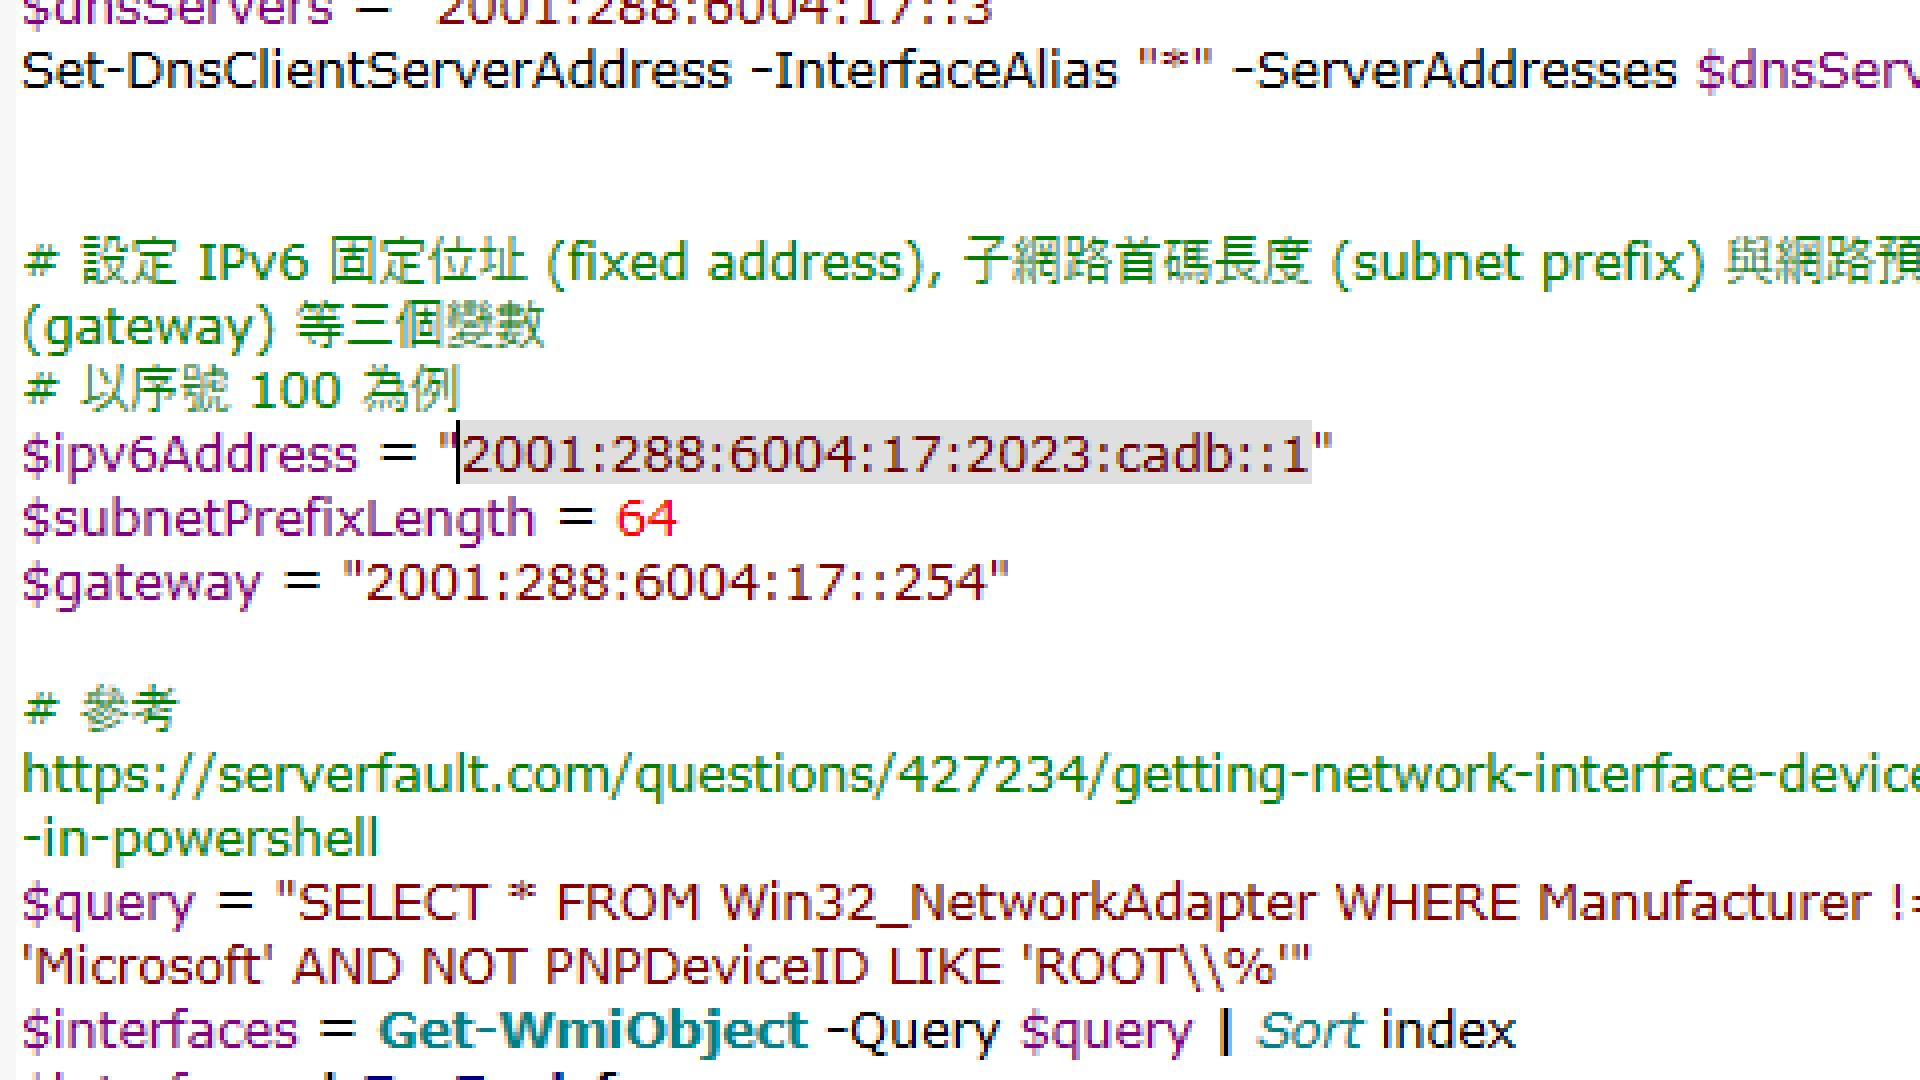 $dnsServers = "2001:288:6004:17::3"
Set-DnsClientServerAddress -InterfaceAlias "*" -ServerAddresses $dnsServ
# 設定 IPv6 固定位址 (fixed address), 子網路首碼長度 (subnet prefix) 與網路預
(gateway) 等三個變數
# 以序號 100 為例
$ipv6Address = "2001:288:6004:17:2023:cadb::1"
$subnetPrefixLength = 64
$gateway = "2001:288:6004:17::254"
# 參考
https://serverfault.com/questions/427234/getting-network-interface-device
-in-powershell
$query = "SELECT * FROM Win32_NetworkAdapter WHERE Manufacturer !=
'Microsoft' AND NOT PNPDeviceID LIKE 'ROOT\\%'"
$interfaces = Get-WmiObject -Query $query | Sort index